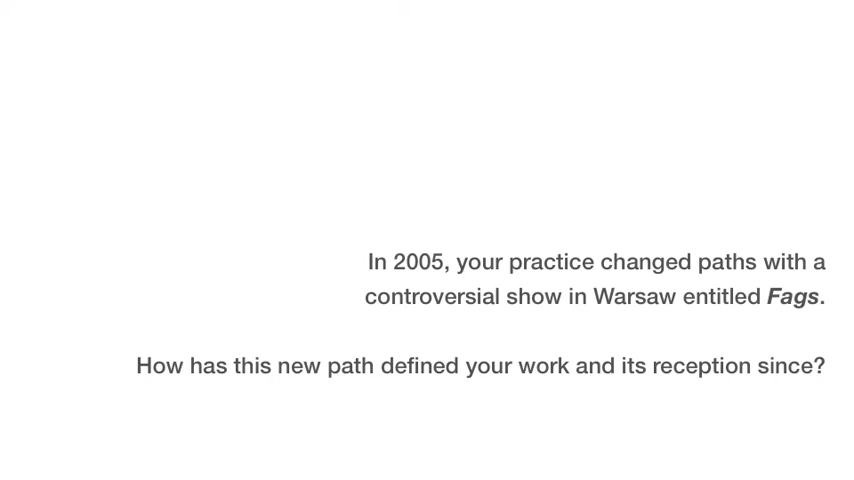 In 2005, your practice changed paths with a
controversial show in Warsaw entitled Fags.
How has this new path defined your work and its reception since?